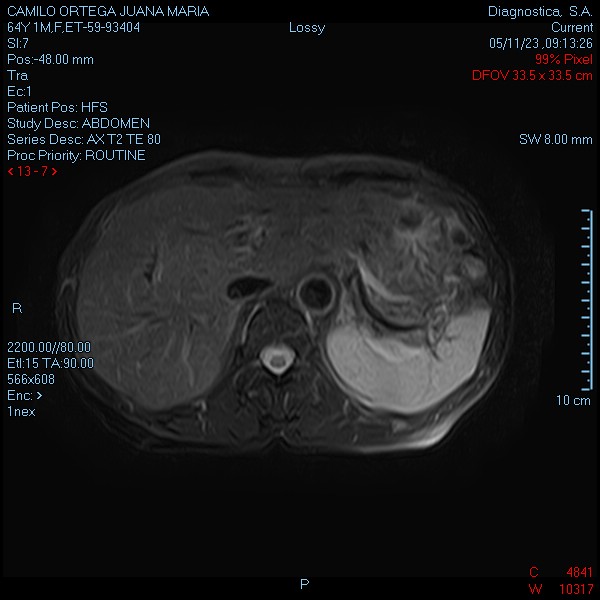 CAMILO ORTEGA JUANA MARIA
64Y 1M,F,ET-59-93404
Sl:7
Pos:-48.00 mm
Tra
Ec:1
Patient Pos: HFS
Study Desc: ABDOMEN
Series Desc: AX T2 TE 80
Proc Priority: ROUTINE
< 13 - 7 >
Lossy
Diagnostica, S.A.
Current
05/11/23 ,09:13:26
99% Pixel
DFOV 33.5 x 33.5 cm
SW 8.00 mm
R
2200.00//80.00
Etl:15 TA:90.00
566x608
Enc: >
1nex
10 cm
P
C 4841
W 10317